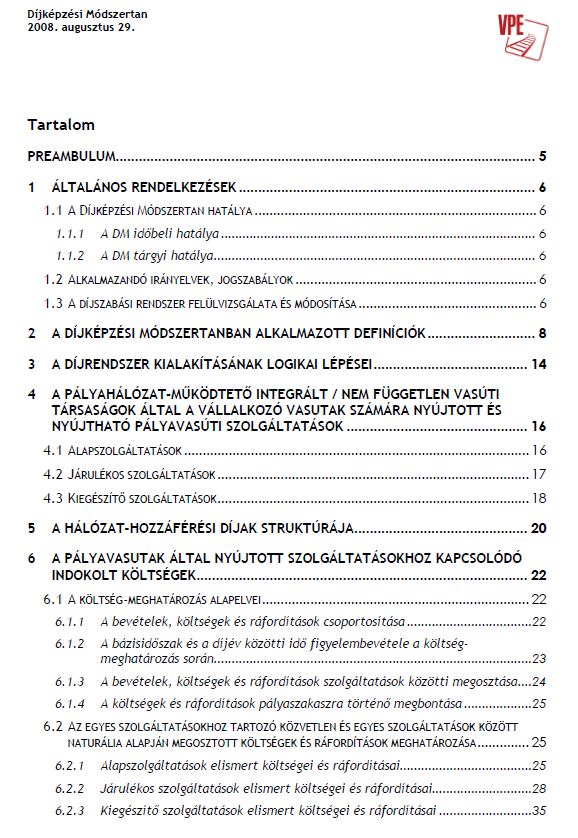 Díjképzési Módszertan
2008. augusztus 29.
VPE
Tartalom
PREAMBULUM.......... 5
1 ÁLTALÁNOS RENDELKEZÉSEK .......... 6
1.1 A DÍJKÉPZÉSI MÓDSZERTAN HATÁLYA .......... 6
1.1.1 A DM időbeli hatálya .......... 6
1.1.2 A DM tárgyi hatálya.......... 6
1.2 ALKALMAZANDÓ IRÁNYELVEK, JOGSZABÁLYOK .......... 6
1.3 A DÍJSZABÁSI RENDSZER FELÜLVIZSGÁLATA ÉS MÓDOSÍTÁSA.......... 6
2 A DÍJKÉPZÉSI MÓDSZERTANBAN ALKALMAZOTT DEFINÍCIÓK .......... 8
3 A DÍJRENDSZER KIALAKÍTÁSÁNAK LOGIKAI LÉPÉSEI.......... 14
4 A PÁLYAHÁLÓZAT-MŰKÖDTETŐ INTEGRÁLT / NEM FÜGGETLEN VASÚTI
TÁRSASÁGOK ÁLTAL A VÁLLALKOZÓ VASUTAK SZÁMÁRA NYÚJTOTT ÉS
NYÚJTHATÓ PÁLYAVASÚTI SZOLGÁLTATÁSOK .......... 16
4.1 ALAPSZOLGÁLTATÁSOK .......... 16
4.2 JÁRULÉKOS SZOLGÁLTATÁSOK .......... 17
4.3 KIEGÉSZÍTŐ SZOLGÁLTATÁSOK.......... 18
5 A HÁLÓZAT-HOZZÁFÉRÉSI DÍJAK STRUKTÚRÁJA.......... 20
6 A PÁLYAVASUTAK ÁLTAL NYÚJTOTT SZOLGÁLTATÁSOKHOZ KAPCSOLÓDÓ
INDOKOLT KÖLTSÉGEK.......... 22
6.1 A KÖLTSÉG-MEGHATÁROZÁS ALAPELVEI.......... 22
6.1.1 A bevételek, költségek és ráfordítások csoportosítása ..........22
6.1.2 A bázisidőszak és a díjév közötti idő figyelembevétele a költség-
meghatározás során..........23
6.1.3 A bevételek, költségek és ráfordítások szolgáltatások közötti megosztása....24
6.1.4 A költségek és ráfordítások pályaszakaszra történő megbontása ..........25
6.2 AZ EGYES SZOLGÁLTATÁSOKHOZ TARTOZÓ KÖZVETLEN ÉS EGYES SZOLGÁLTATÁSOK KÖZÖTT
NATURÁLIA ALAPJÁN MEGOSZTOTT KÖLTSÉGEK ÉS RÁFORDÍTÁSOK MEGHATÁROZÁSA .......... 25
6.2.1 Alapszolgáltatások elismert költségei és ráfordításai..........25
6.2.2 Járulékos szolgáltatások elismert költségei és ráfordításai..........28
6.2.3 Kiegészítő szolgáltatások elismert költségei és ráfordításai ..........35